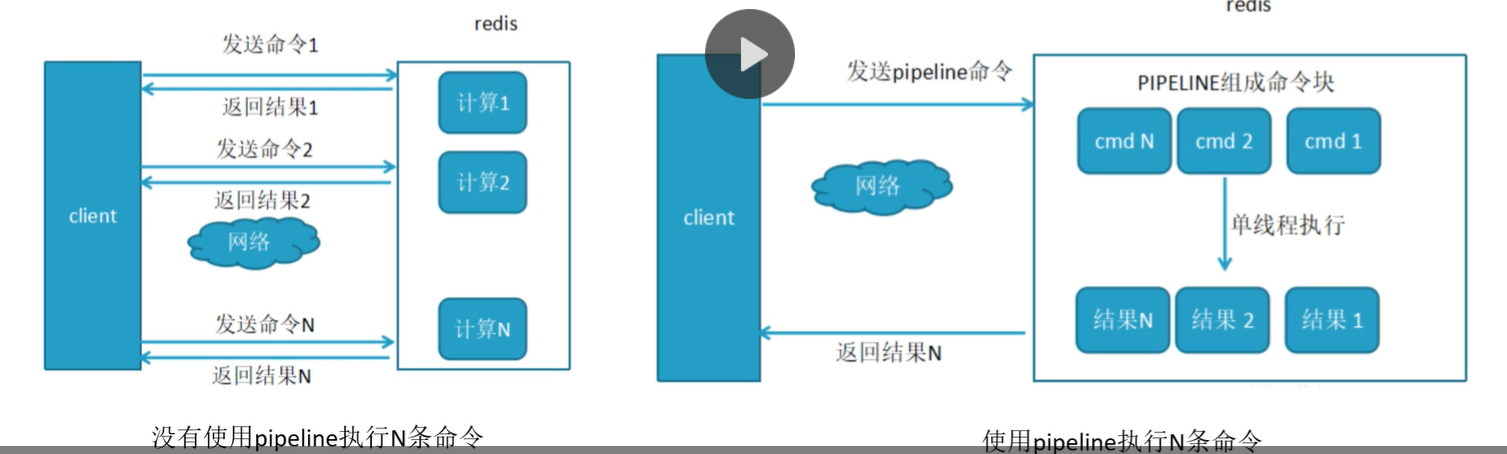 redis
发送命令1
返回结果1
计算1
发送命令2
返回结果2
计算2
client
网络
发送命令N
返回结果N
计算N
没有使用pipeline执行N条命令
redis
发送pipeline命令
PIPELINE组成命令块
cmd N
cmd 2
cmd 1
client
网络
单线程执行
结果N
结果 2
结果 1
返回结果N
使用pipeline执行N条命令